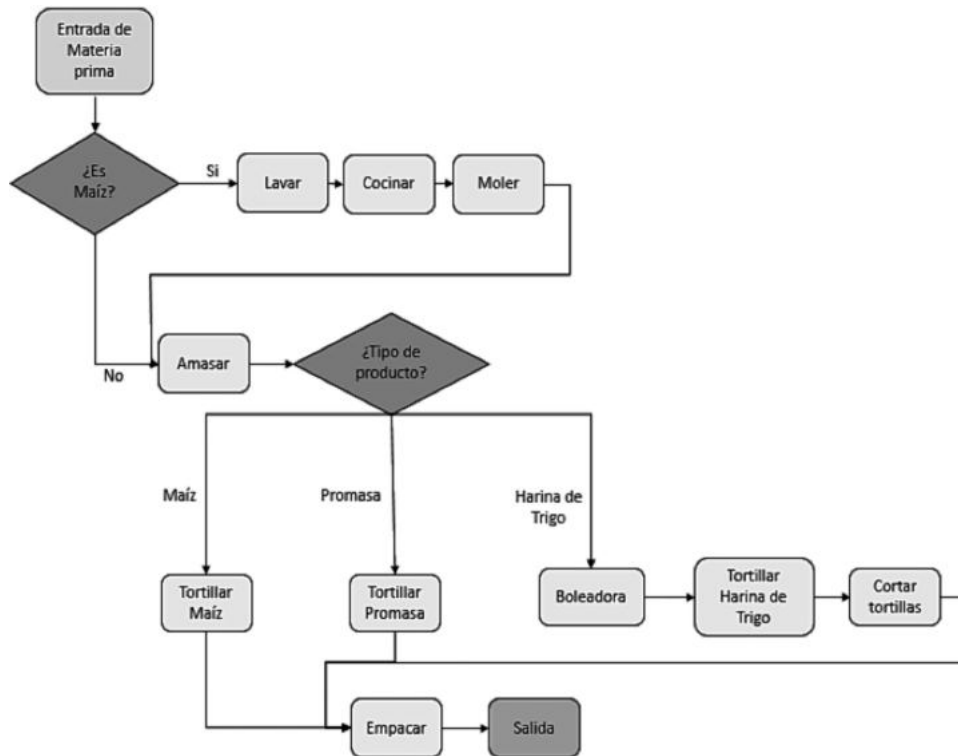 Entrada de
Materia
prima
¿Es
Maíz?
Si
Lavar
Cocinar
Moler
No
Amasar
¿Tipo de
producto?
Maíz
Promasa
Harina de
Trigo
Tortillar
Maíz
Tortillar
Promasa
Boleadora
Tortillar
Harina de
Trigo
Cortar
tortillas
Empacar
Salida